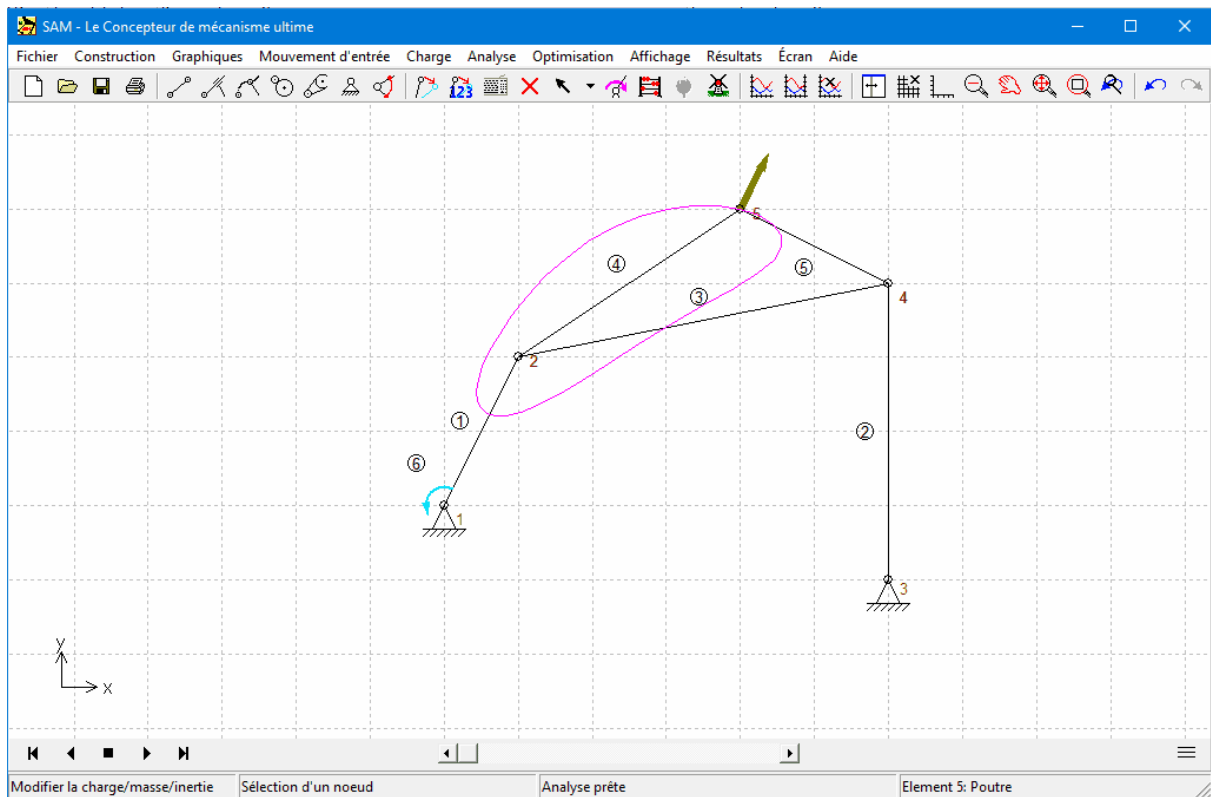 SAM - Le Concepteur de mécanisme ultime
Fichier Construction Graphiques Mouvement d'entrée Charge Analyse Optimisation Affichage Résultats Écran Aide
123
5
④
⑤
③
4
2
①
②
⑥
1
3
y
x
Modifier la charge/masse/inertie Sélection d'un noeud Analyse prête Element 5: Poutre